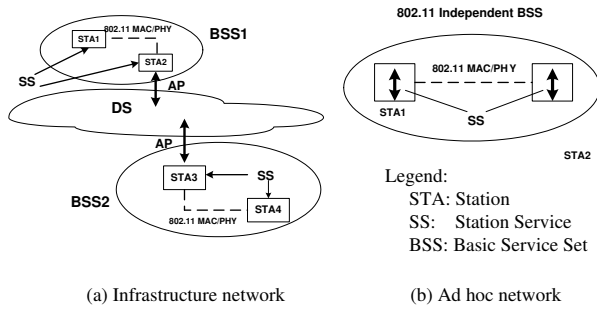 802.11 Independent BSS
BSS1
STA1
802.11 MAC/PHY
STA2
SS
AP
DS
AP
STA3
SS
STA4
802.11 MAC/PHY
BSS2
802.11 MAC/PHY
STA1
SS
STA2
Legend:
STA: Station
SS: Station Service
BSS: Basic Service Set
(a) Infrastructure network
(b) Ad hoc network